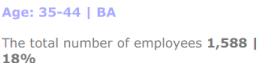 Age: 35-44 | BA
The total number of employees 1,588 |
18%